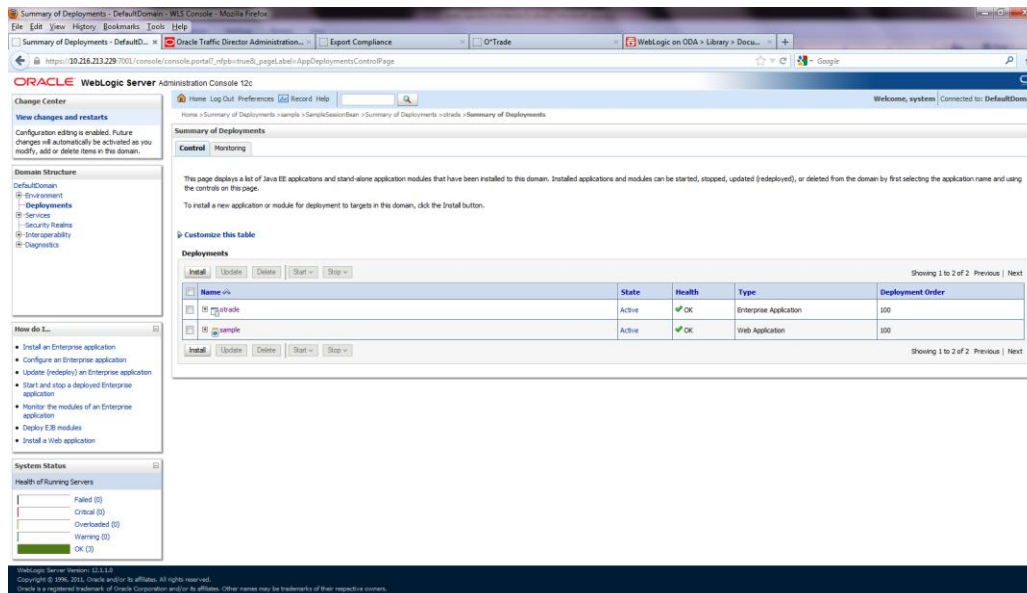 Summary of Deployments - DefaultDomain - WLS Console - Mozilla Firefox
File Edit View History Bookmarks Tools Help
Summary of Deployments - DefaultD... × Oracle Traffic Director Administration... × Export Compliance × O*Trade × WebLogic on ODA > Library > Docu... × +
https://10.216.213.229:7001/console/console.portal?_nfpb=true&_pageLabel=AppDeploymentsControlPage Google
ORACLE WebLogic Server Administration Console 12c
Change Center
View changes and restarts
Configuration editing is enabled. Future
changes will automatically be activated as you
modify, add or delete items in this domain.
Domain Structure
DefaultDomain
Environment
Deployments
Services
Security Realms
Interoperability
Diagnostics
How do I...
Install an Enterprise application
Configure an Enterprise application
Update (redeploy) an Enterprise application
Start and stop a deployed Enterprise
application
Monitor the modules of an Enterprise
application
Deploy EJB modules
Install a Web application
System Status
Health of Running Servers
Failed (0)
Critical (0)
Overloaded (0)
Warning (0)
OK (3)
Home Log Out Preferences Record Help
Welcome, system Connected to: DefaultDom
Home >Summary of Deployments >sample >SampleSessionBean >Summary of Deployments >otrade >Summary of Deployments
Summary of Deployments
Control Monitoring
This page displays a list of Java EE applications and stand-alone application modules that have been installed to this domain. Installed applications and modules can be started, stopped, updated (redeployed), or deleted from the domain by first selecting the application name and using
the controls on this page.
To install a new application or module for deployment to targets in this domain, click the Install button.
Customize this table
Deployments
Install Update Delete Start Stop Showing 1 to 2 of 2 Previous | Next
Name State Health Type Deployment Order
otrade Active OK Enterprise Application 100
sample Active OK Web Application 100
Install Update Delete Start Stop Showing 1 to 2 of 2 Previous | Next
WebLogic Server Version: 12.1.1.0
Copyright © 1996, 2011, Oracle and/or its affiliates. All rights reserved.
Oracle is a registered trademark of Oracle Corporation and/or its affiliates. Other names may be trademarks of their respective owners.